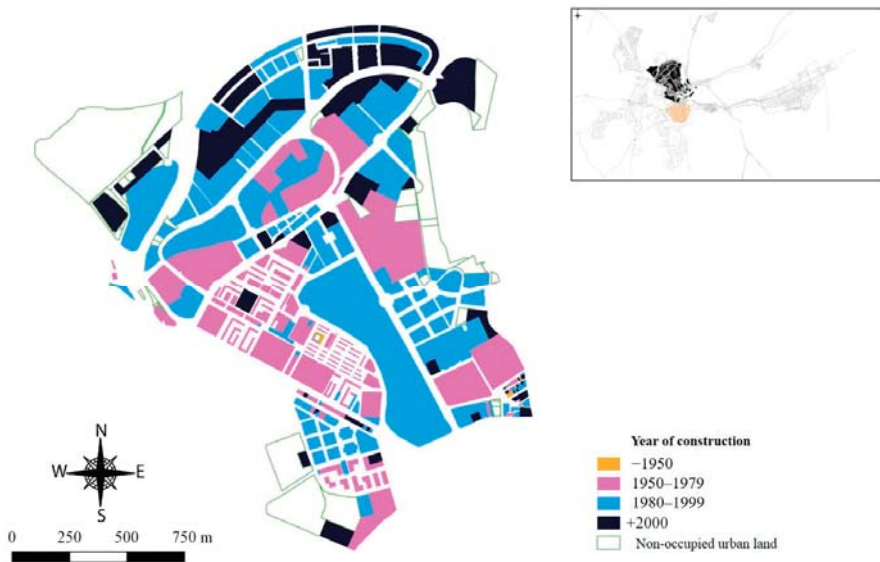 N
W E
S
0 250 500 750 m
Year of construction
−1950
1950–1979
1980–1999
+2000
Non-occupied urban land